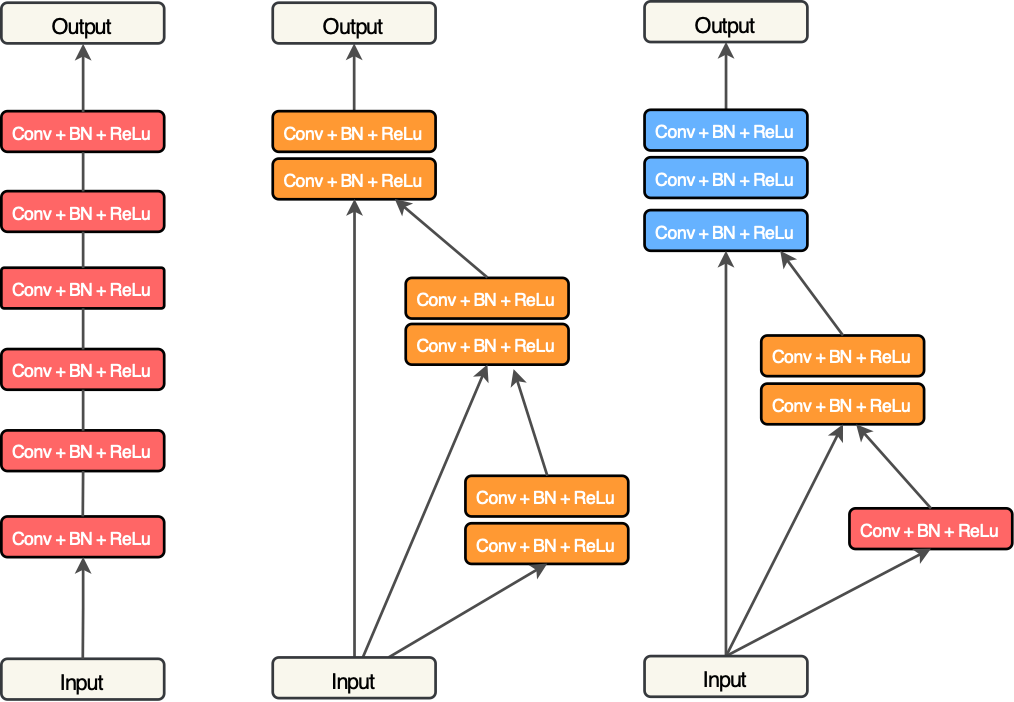 Output
Conv + BN + ReLu
Conv + BN + ReLu
Conv + BN + ReLu
Conv + BN + ReLu
Conv + BN + ReLu
Conv + BN + ReLu
Input
Output
Conv + BN + ReLu
Conv + BN + ReLu
Conv + BN + ReLu
Conv + BN + ReLu
Conv + BN + ReLu
Conv + BN + ReLu
Input
Output
Conv + BN + ReLu
Conv + BN + ReLu
Conv + BN + ReLu
Conv + BN + ReLu
Conv + BN + ReLu
Conv + BN + ReLu
Input